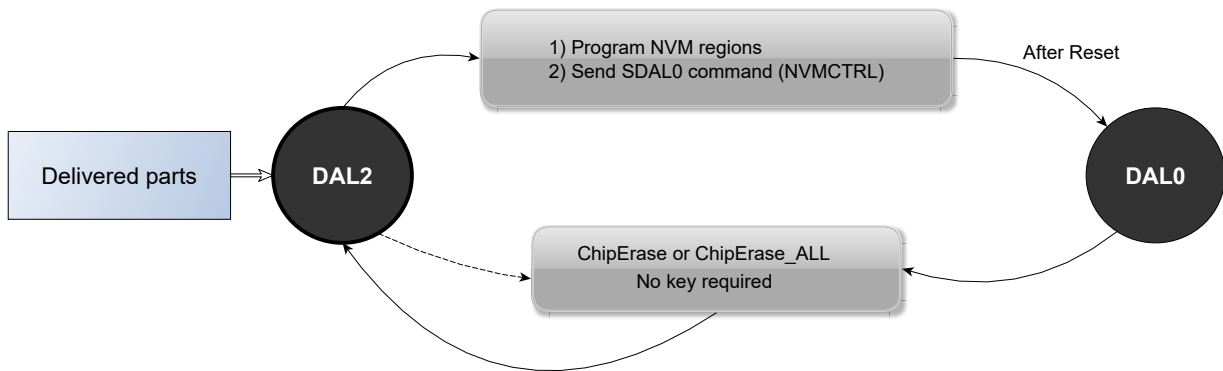 1) Program NVM regions
2) Send SDAL0 command (NVMCTRL)
After Reset
Delivered parts
DAL2
DAL0
ChipErase or ChipErase_ALL
No key required